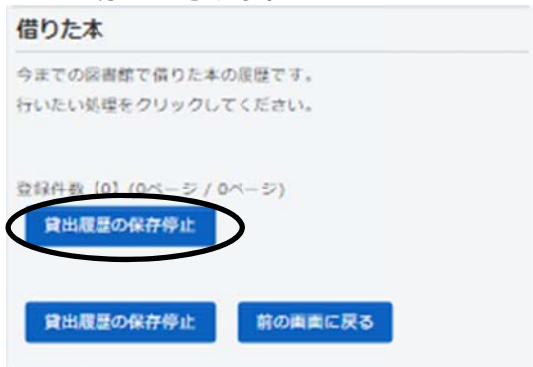 借りた本
今までの図書館で借りた本の履歴です。
行いたい処理をクリックしてください。
登録件数【0】(0ページ / 0ページ)
貸出履歴の保存停止
貸出履歴の保存停止 前の画面に戻る